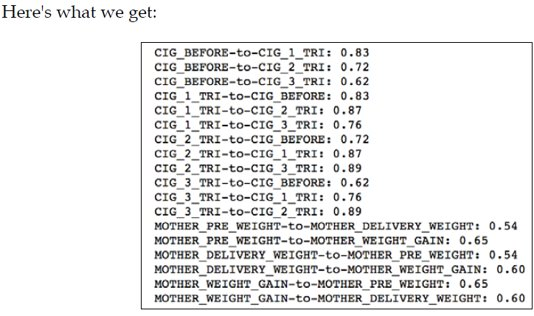 Here's what we get:
CIG_BEFORE-to-CIG_1_TRI: 0.83
CIG_BEFORE-to-CIG_2_TRI: 0.72
CIG_BEFORE-to-CIG_3_TRI: 0.62
CIG_1_TRI-to-CIG_BEFORE: 0.83
CIG_1_TRI-to-CIG_2_TRI: 0.87
CIG_1_TRI-to-CIG_3_TRI: 0.76
CIG_2_TRI-to-CIG_BEFORE: 0.72
CIG_2_TRI-to-CIG_1_TRI: 0.87
CIG_2_TRI-to-CIG_3_TRI: 0.89
CIG_3_TRI-to-CIG_BEFORE: 0.62
CIG_3_TRI-to-CIG_1_TRI: 0.76
CIG_3_TRI-to-CIG_2_TRI: 0.89
MOTHER_PRE_WEIGHT-to-MOTHER_DELIVERY_WEIGHT: 0.54
MOTHER_PRE_WEIGHT-to-MOTHER_WEIGHT_GAIN: 0.65
MOTHER_DELIVERY_WEIGHT-to-MOTHER_PRE_WEIGHT: 0.54
MOTHER_DELIVERY_WEIGHT-to-MOTHER_WEIGHT_GAIN: 0.60
MOTHER_WEIGHT_GAIN-to-MOTHER_PRE_WEIGHT: 0.65
MOTHER_WEIGHT_GAIN-to-MOTHER_DELIVERY_WEIGHT: 0.60